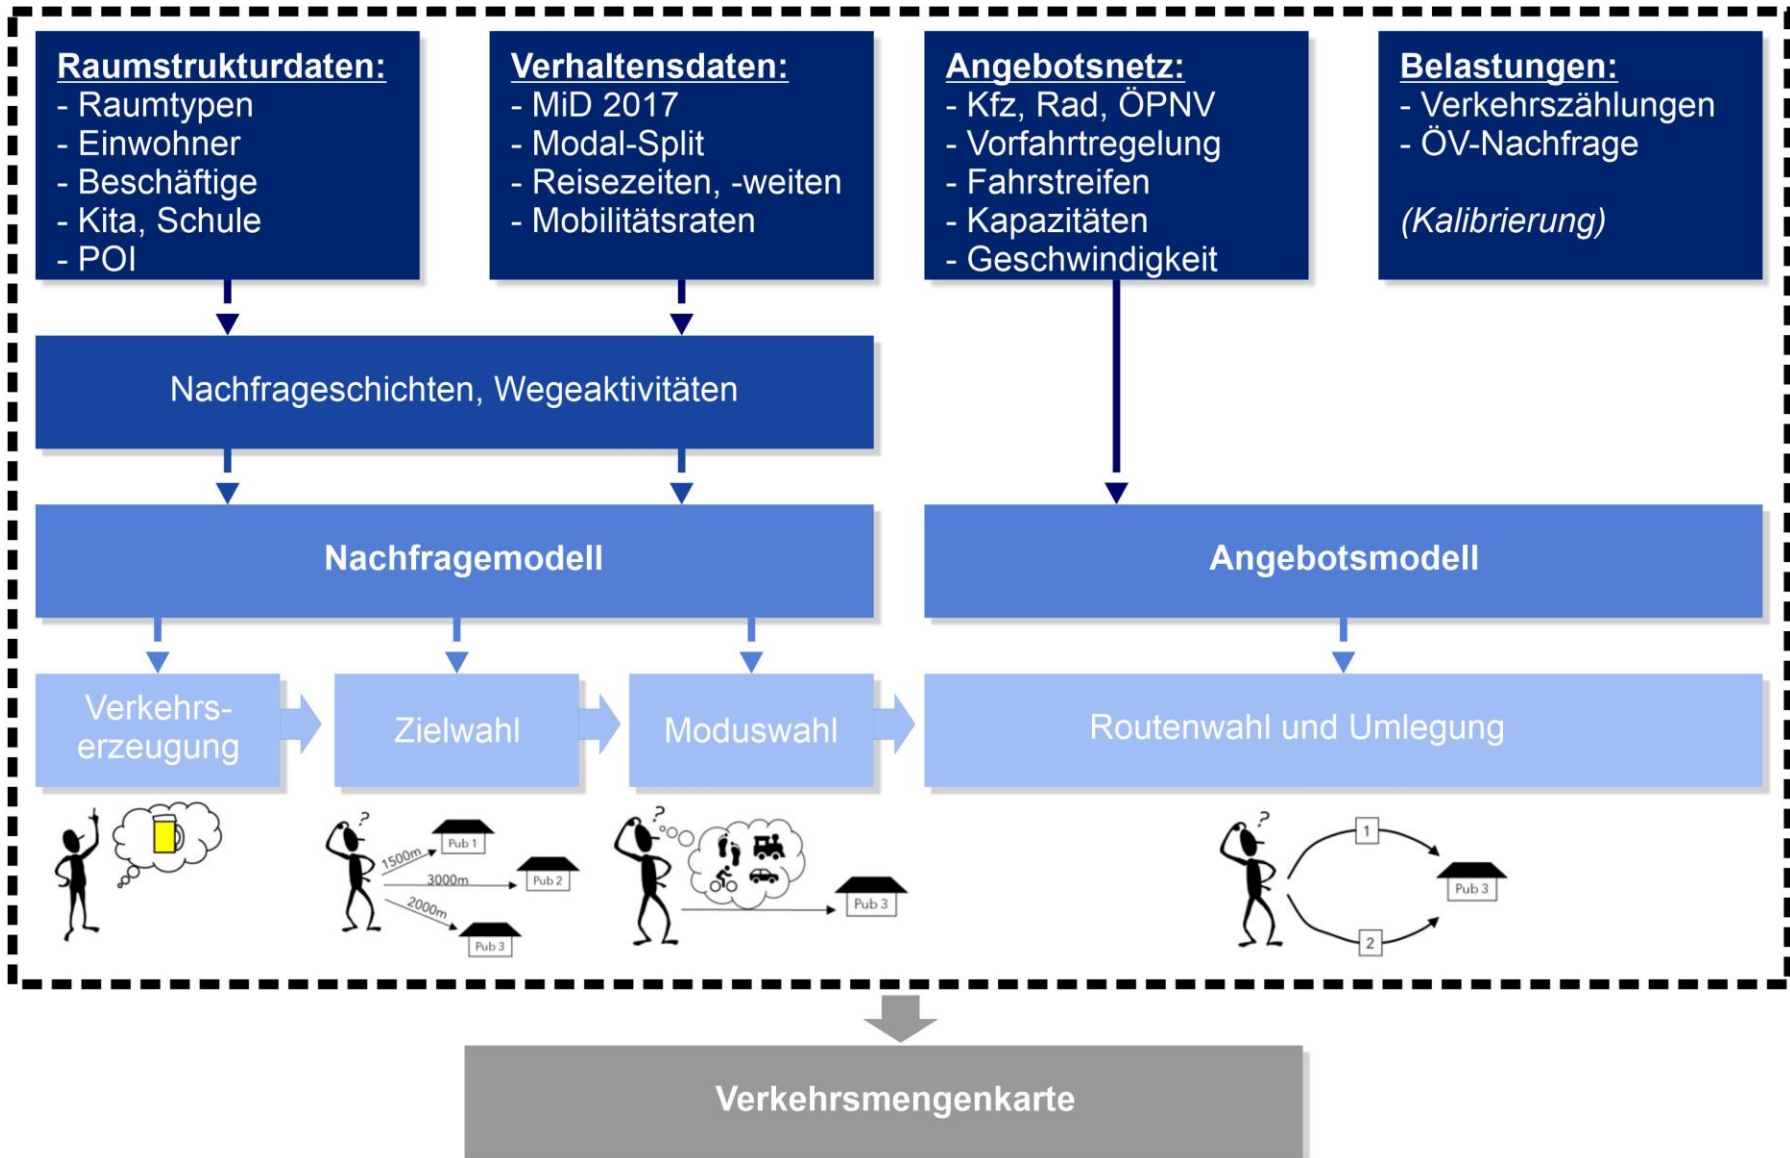 Raumstrukturdaten:
- Raumtypen
- Einwohner
- Beschäftige
- Kita, Schule
- POI
Verhaltensdaten:
- MiD 2017
- Modal-Split
- Reisezeiten, -weiten
- Mobilitätsraten
Angebotsnetz:
- Kfz, Rad, ÖPNV
- Vorfahrtregelung
- Fahrstreifen
- Kapazitäten
- Geschwindigkeit
Belastungen:
- Verkehrszählungen
- ÖV-Nachfrage
(Kalibrierung)
Nachfrageschichten, Wegeaktivitäten
Nachfragemodell
Angebotsmodell
Verkehrs-
erzeugung
Zielwahl
Moduswahl
Routenwahl und Umlegung
?
1500m
Pub 1
3000m
Pub 2
2000m
Pub 3
?
Pub 3
?
1
Pub 3
2
Verkehrsmengenkarte